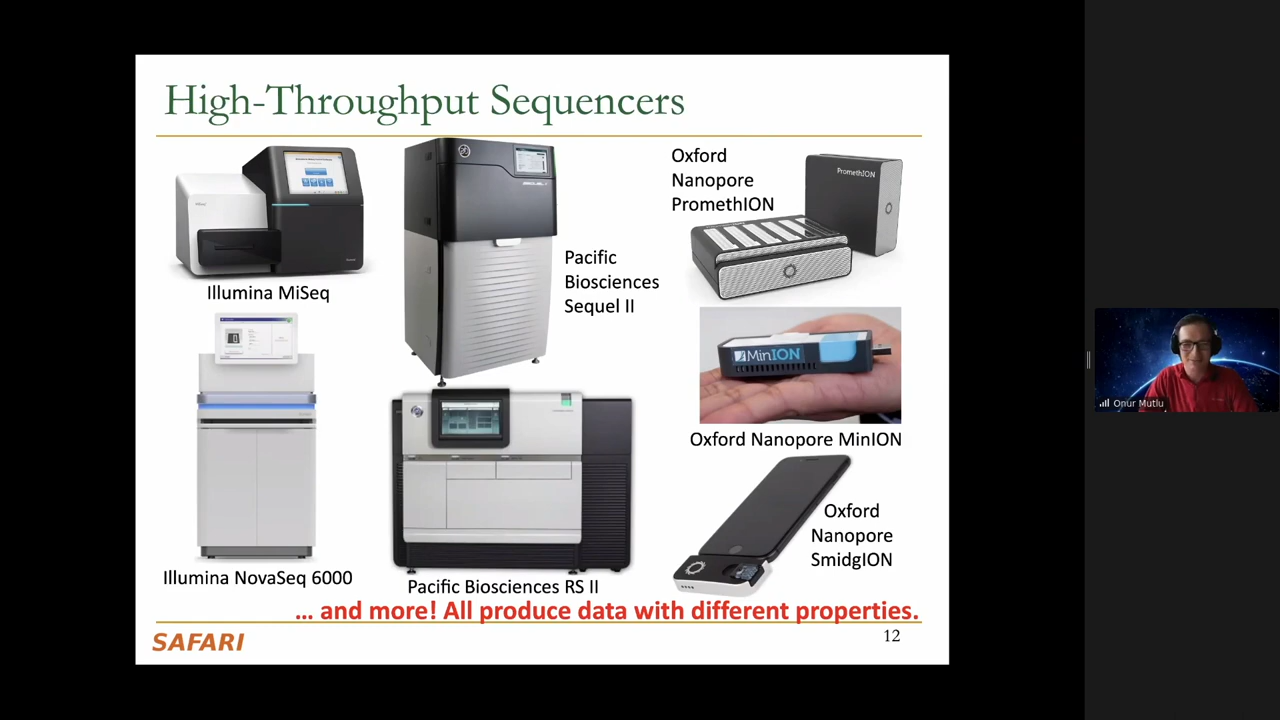 High-Throughput Sequencers
Illumina MiSeq
Pacific
Biosciences
Sequel II
Oxford
Nanopore
PromethION
PromethION
MinION
Oxford Nanopore MinION
Illumina NovaSeq 6000
Pacific Biosciences RS II
Oxford
Nanopore
SmidgION
... and more! All produce data with different properties.
SAFARI
12
Onur Mutlu